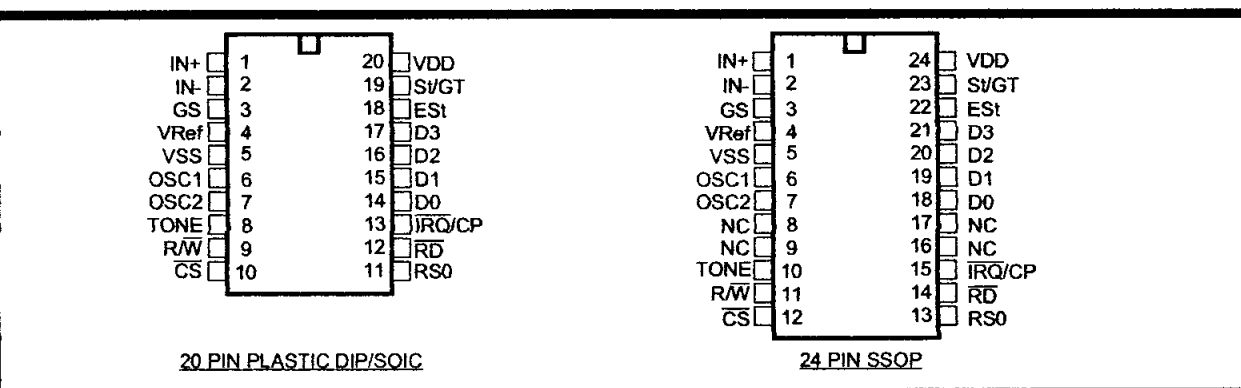 IN+ 1 20 VDD
IN- 2 19 St/GT
GS 3 18 ESt
VRef 4 17 D3
VSS 5 16 D2
OSC1 6 15 D1
OSC2 7 14 D0
TONE 8 13 IRQ/CP
R/W 9 12 RD
CS 10 11 RS0
20 PIN PLASTIC DIP/SOIC
IN+ 1 24 VDD
IN- 2 23 St/GT
GS 3 22 ESt
VRef 4 21 D3
VSS 5 20 D2
OSC1 6 19 D1
OSC2 7 18 D0
NC 8 17 NC
NC 9 16 NC
TONE 10 15 IRQ/CP
R/W 11 14 RD
CS 12 13 RS0
24 PIN SSOP